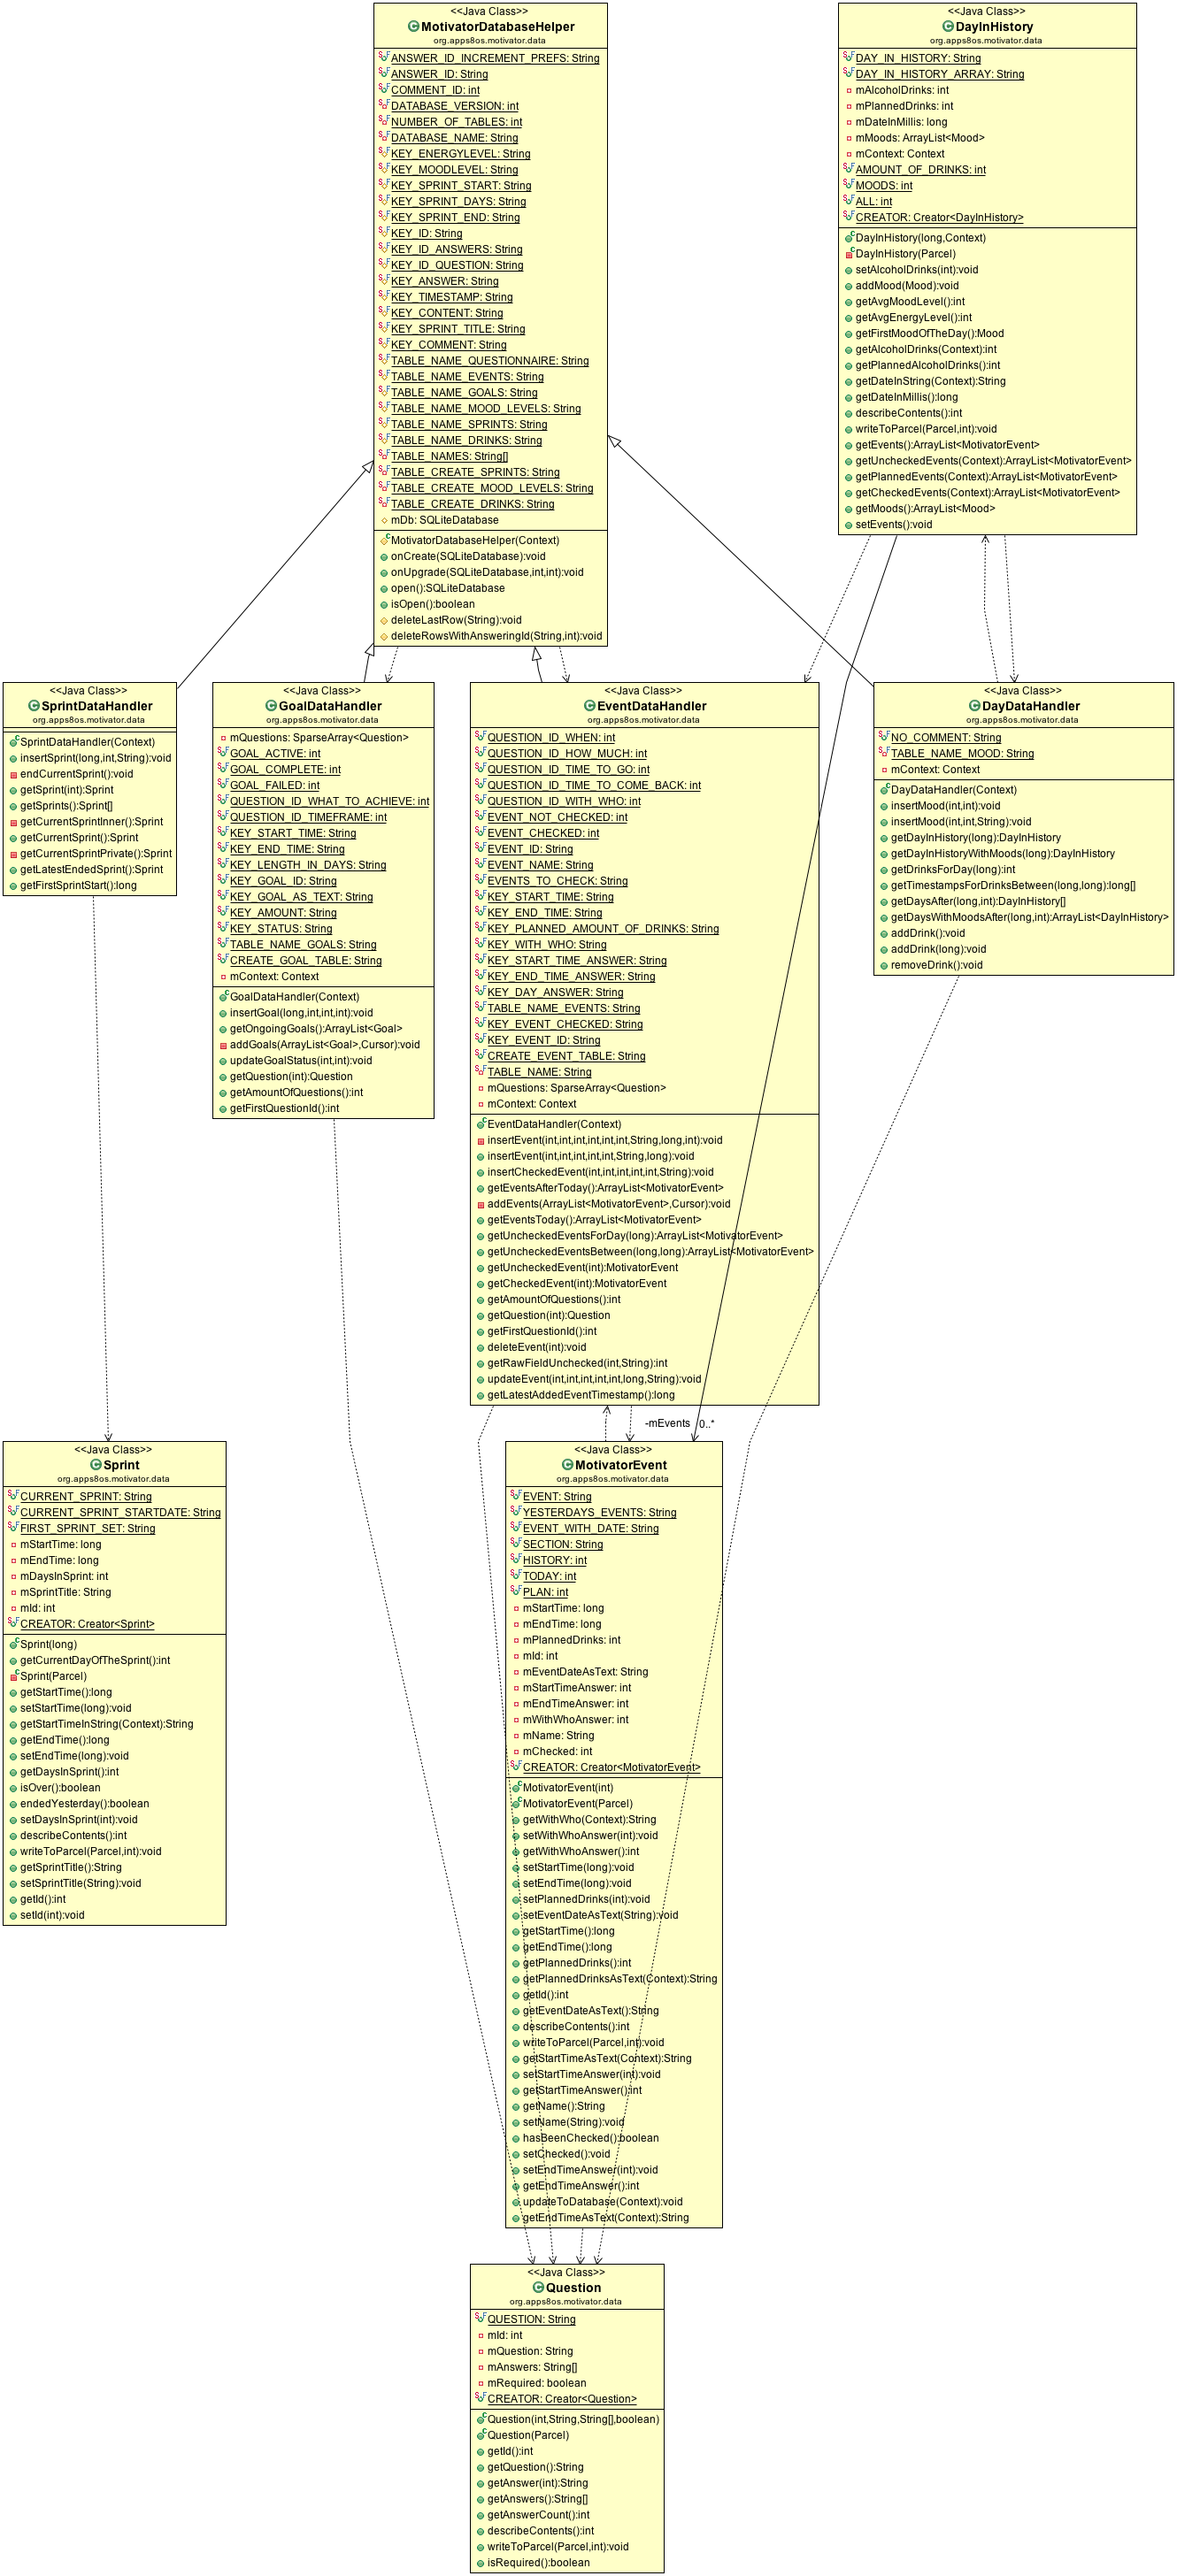 <<Java Class>>
MotivatorDatabaseHelper
org.apps8os.motivator.data
ANSWER_ID_INCREMENT_PREFS: String
ANSWER_ID: String
COMMENT_ID: int
DATABASE_VERSION: int
NUMBER_OF_TABLES: int
DATABASE_NAME: String
KEY_ENERGYLEVEL: String
KEY_MOODLEVEL: String
KEY_SPRINT_START: String
KEY_SPRINT_DAYS: String
KEY_SPRINT_END: String
KEY_ID: String
KEY_ID_ANSWERS: String
KEY_ID_QUESTION: String
KEY_ANSWER: String
KEY_TIMESTAMP: String
KEY_CONTENT: String
KEY_SPRINT_TITLE: String
KEY_COMMENT: String
TABLE_NAME_QUESTIONNAIRE: String
TABLE_NAME_EVENTS: String
TABLE_NAME_GOALS: String
TABLE_NAME_MOOD_LEVELS: String
TABLE_NAME_SPRINTS: String
TABLE_NAME_DRINKS: String
TABLE_NAMES: String[]
TABLE_CREATE_SPRINTS: String
TABLE_CREATE_MOOD_LEVELS: String
TABLE_CREATE_DRINKS: String
mDb: SQLiteDatabase
MotivatorDatabaseHelper(Context)
onCreate(SQLiteDatabase):void
onUpgrade(SQLiteDatabase,int,int):void
open():SQLiteDatabase
isOpen():boolean
deleteLastRow(String):void
deleteRowsWithAnsweringId(String,int):void
<<Java Class>>
DayInHistory
org.apps8os.motivator.data
DAY_IN_HISTORY: String
DAY_IN_HISTORY_ARRAY: String
mAlcoholDrinks: int
mPlannedDrinks: int
mDateInMillis: long
mMoods: ArrayList<Mood>
mContext: Context
AMOUNT_OF_DRINKS: int
MOODS: int
ALL: int
CREATOR: Creator<DayInHistory>
DayInHistory(long,Context)
DayInHistory(Parcel)
setAlcoholDrinks(int):void
addMood(Mood):void
getAvgMoodLevel():int
getAvgEnergyLevel():int
getFirstMoodOfTheDay():Mood
getAlcoholDrinks(Context):int
getPlannedAlcoholDrinks():int
getDateInString(Context):String
getDateInMillis():long
describeContents():int
writeToParcel(Parcel,int):void
getEvents():ArrayList<MotivatorEvent>
getUncheckedEvents(Context):ArrayList<MotivatorEvent>
getPlannedEvents(Context):ArrayList<MotivatorEvent>
getCheckedEvents(Context):ArrayList<MotivatorEvent>
getMoods():ArrayList<Mood>
setEvents():void
<<Java Class>>
SprintDataHandler
org.apps8os.motivator.data
SprintDataHandler(Context)
insertSprint(long,int,String):void
endCurrentSprint():void
getSprint(int):Sprint
getSprints():Sprint[]
getCurrentSprintInner():Sprint
getCurrentSprint():Sprint
getCurrentSprintPrivate():Sprint
getLatestEndedSprint():Sprint
getFirstSprintStart():long
<<Java Class>>
GoalDataHandler
org.apps8os.motivator.data
mQuestions: SparseArray<Question>
GOAL_ACTIVE: int
GOAL_COMPLETE: int
GOAL_FAILED: int
QUESTION_ID_WHAT_TO_ACHIEVE: int
QUESTION_ID_TIMEFRAME: int
KEY_START_TIME: String
KEY_END_TIME: String
KEY_LENGTH_IN_DAYS: String
KEY_GOAL_ID: String
KEY_GOAL_AS_TEXT: String
KEY_AMOUNT: String
KEY_STATUS: String
TABLE_NAME_GOALS: String
CREATE_GOAL_TABLE: String
mContext: Context
GoalDataHandler(Context)
insertGoal(long,int,int,int):void
getOngoingGoals():ArrayList<Goal>
addGoals(ArrayList<Goal>,Cursor):void
updateGoalStatus(int,int):void
getQuestion(int):Question
getAmountOfQuestions():int
getFirstQuestionId():int
<<Java Class>>
EventDataHandler
org.apps8os.motivator.data
QUESTION_ID_WHEN: int
QUESTION_ID_HOW_MUCH: int
QUESTION_ID_TIME_TO_GO: int
QUESTION_ID_TIME_TO_COME_BACK: int
QUESTION_ID_WITH_WHO: int
EVENT_NOT_CHECKED: int
EVENT_CHECKED: int
EVENT_ID: String
EVENT_NAME: String
EVENTS_TO_CHECK: String
KEY_START_TIME: String
KEY_END_TIME: String
KEY_PLANNED_AMOUNT_OF_DRINKS: String
KEY_WITH_WHO: String
KEY_START_TIME_ANSWER: String
KEY_END_TIME_ANSWER: String
KEY_DAY_ANSWER: String
TABLE_NAME_EVENTS: String
KEY_EVENT_CHECKED: String
KEY_EVENT_ID: String
CREATE_EVENT_TABLE: String
TABLE_NAME: String
mQuestions: SparseArray<Question>
mContext: Context
EventDataHandler(Context)
insertEvent(int,int,int,int,int,int,String,long,int):void
insertEvent(int,int,int,int,int,String,long):void
insertCheckedEvent(int,int,int,int,int,String):void
getEventsAfterToday():ArrayList<MotivatorEvent>
addEvents(ArrayList<MotivatorEvent>,Cursor):void
getEventsToday():ArrayList<MotivatorEvent>
getUncheckedEventsForDay(long):ArrayList<MotivatorEvent>
getUncheckedEventsBetween(long,long):ArrayList<MotivatorEvent>
getUncheckedEvent(int):MotivatorEvent
getCheckedEvent(int):MotivatorEvent
getAmountOfQuestions():int
getQuestion(int):Question
getFirstQuestionId():int
deleteEvent(int):void
getRawFieldUnchecked(int,String):int
updateEvent(int,int,int,int,int,long,String):void
getLatestAddedEventTimestamp():long
<<Java Class>>
DayDataHandler
org.apps8os.motivator.data
NO_COMMENT: String
TABLE_NAME_MOOD: String
mContext: Context
DayDataHandler(Context)
insertMood(int,int):void
insertMood(int,int,String):void
getDayInHistory(long):DayInHistory
getDayInHistoryWithMoods(long):DayInHistory
getDrinksForDay(long):int
getTimestampsForDrinksBetween(long,long):long[]
getDaysAfter(long,int):DayInHistory[]
getDaysWithMoodsAfter(long,int):ArrayList<DayInHistory>
addDrink():void
addDrink(long):void
removeDrink():void
-mEvents 0..*
<<Java Class>>
Sprint
org.apps8os.motivator.data
CURRENT_SPRINT: String
CURRENT_SPRINT_STARTDATE: String
FIRST_SPRINT_SET: String
mStartTime: long
mEndTime: long
mDaysInSprint: int
mSprintTitle: String
mId: int
CREATOR: Creator<Sprint>
Sprint(long)
getCurrentDayOfTheSprint():int
Sprint(Parcel)
getStartTime():long
setStartTime(long):void
getStartTimeInString(Context):String
getEndTime():long
setEndTime(long):void
getDaysInSprint():int
isOver():boolean
endedYesterday():boolean
setDaysInSprint(int):void
describeContents():int
writeToParcel(Parcel,int):void
getSprintTitle():String
setSprintTitle(String):void
getId():int
setId(int):void
<<Java Class>>
MotivatorEvent
org.apps8os.motivator.data
EVENT: String
YESTERDAYS_EVENTS: String
EVENT_WITH_DATE: String
SECTION: String
HISTORY: int
TODAY: int
PLAN: int
mStartTime: long
mEndTime: long
mPlannedDrinks: int
mId: int
mEventDateAsText: String
mStartTimeAnswer: int
mEndTimeAnswer: int
mWithWhoAnswer: int
mName: String
mChecked: int
CREATOR: Creator<MotivatorEvent>
MotivatorEvent(int)
MotivatorEvent(Parcel)
getWithWho(Context):String
setWithWhoAnswer(int):void
getWithWhoAnswer():int
setStartTime(long):void
setEndTime(long):void
setPlannedDrinks(int):void
setEventDateAsText(String):void
getStartTime():long
getEndTime():long
getPlannedDrinks():int
getPlannedDrinksAsText(Context):String
getId():int
getEventDateAsText():String
describeContents():int
writeToParcel(Parcel,int):void
getStartTimeAsText(Context):String
setStartTimeAnswer(int):void
getStartTimeAnswer():int
getName():String
setName(String):void
hasBeenChecked():boolean
setChecked():void
setEndTimeAnswer(int):void
getEndTimeAnswer():int
updateToDatabase(Context):void
getEndTimeAsText(Context):String
<<Java Class>>
Question
org.apps8os.motivator.data
QUESTION: String
mId: int
mQuestion: String
mAnswers: String[]
mRequired: boolean
CREATOR: Creator<Question>
Question(int,String,String[],boolean)
Question(Parcel)
getId():int
getQuestion():String
getAnswer(int):String
getAnswers():String[]
getAnswerCount():int
describeContents():int
writeToParcel(Parcel,int):void
isRequired():boolean